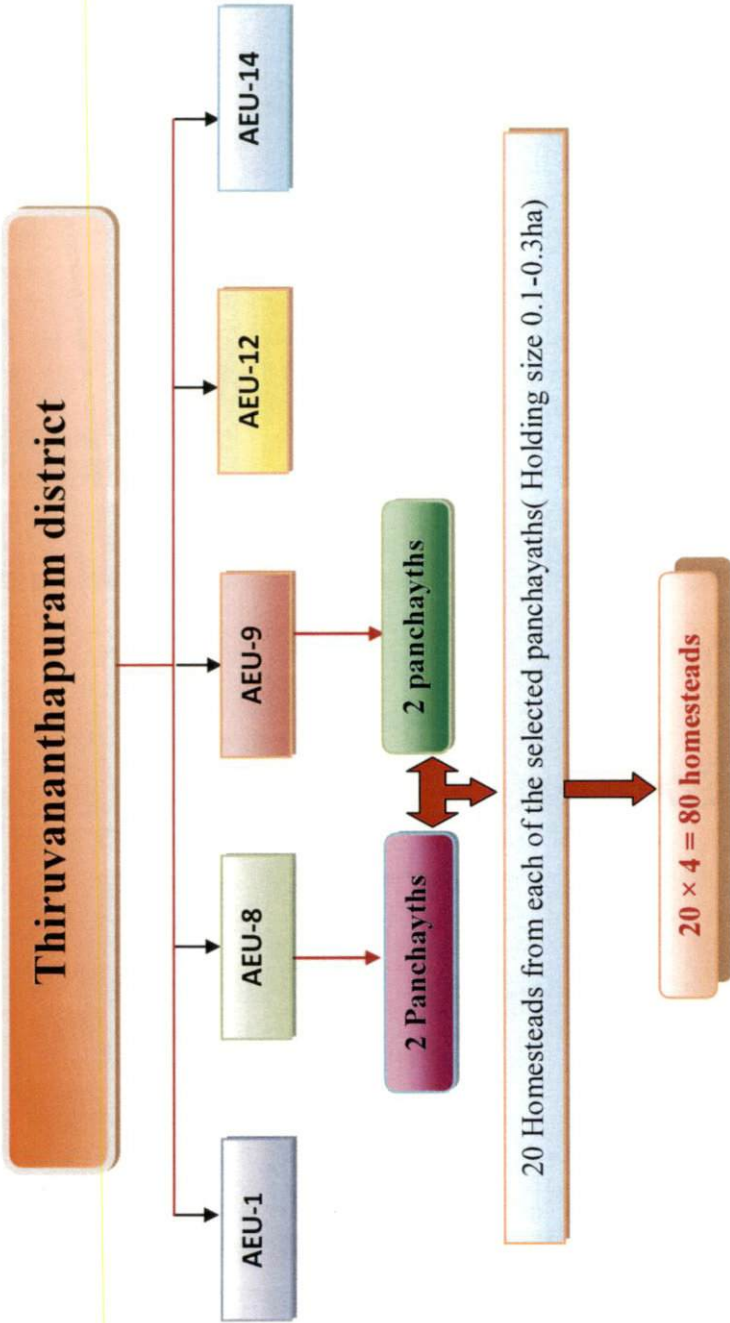 Thiruvananthapuram district
AEU-1
AEU-8
AEU-9
AEU-12
AEU-14
2 Panchayths
2 panchayths
20 Homesteads from each of the selected panchayaths( Holding size 0.1-0.3ha)
20 × 4 = 80 homesteads